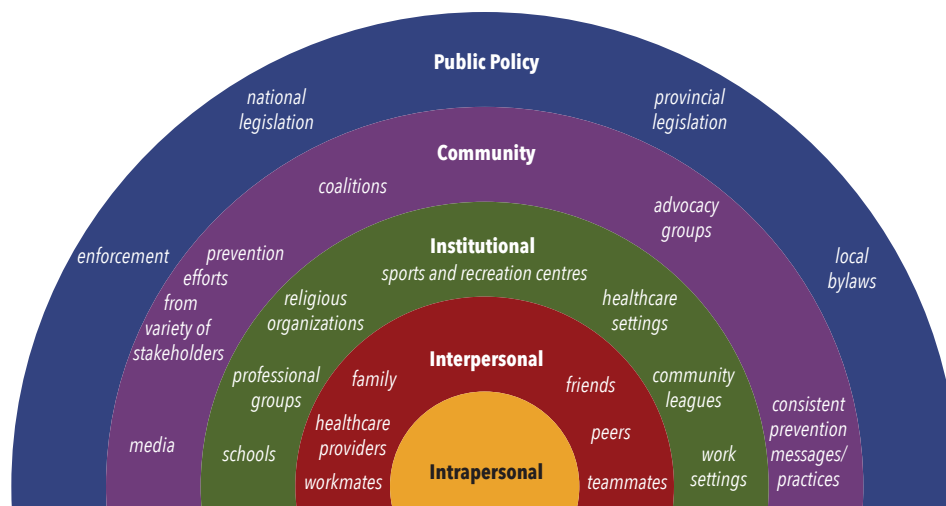 Public Policy
national
legislation
provincial
legislation
enforcement
local
bylaws
Community
coalitions
advocacy
groups
prevention
efforts
from
variety of
stakeholders
media
consistent
prevention
messages/
practices
Institutional
sports and recreation centres
religious
organizations
healthcare
settings
professional
groups
community
leagues
schools
work
settings
Interpersonal
family
friends
healthcare
providers
peers
workmates
teammates
Intrapersonal